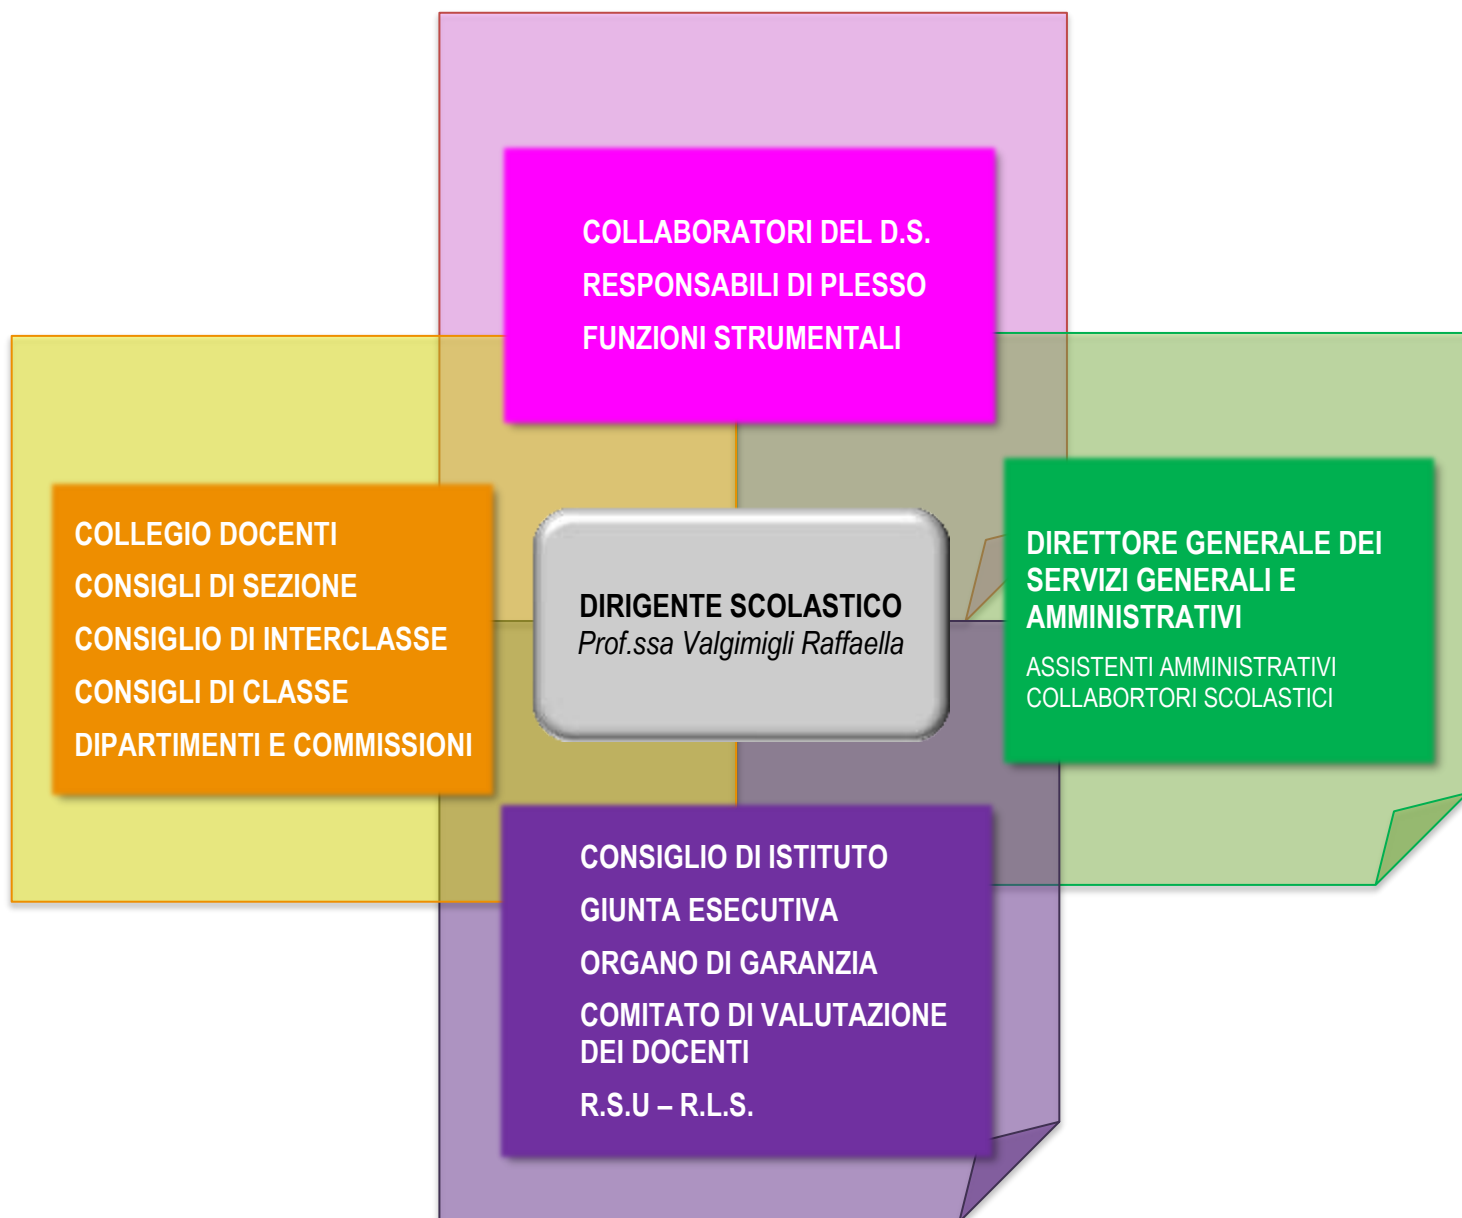 COLLABORATORI DEL D.S.
RESPONSABILI DI PLESSO
FUNZIONI STRUMENTALI
COLLEGIO DOCENTI
CONSIGLI DI SEZIONE
CONSIGLIO DI INTERCLASSE
CONSIGLI DI CLASSE
DIPARTIMENTI E COMMISSIONI
DIRIGENTE SCOLASTICO
Prof.ssa Valgimigli Raffaella
DIRETTORE GENERALE DEI
SERVIZI GENERALI E
AMMINISTRATIVI
ASSISTENTI AMMINISTRATIVI
COLLABORTORI SCOLASTICI
CONSIGLIO DI ISTITUTO
GIUNTA ESECUTIVA
ORGANO DI GARANZIA
COMITATO DI VALUTAZIONE
DEI DOCENTI
R.S.U – R.L.S.